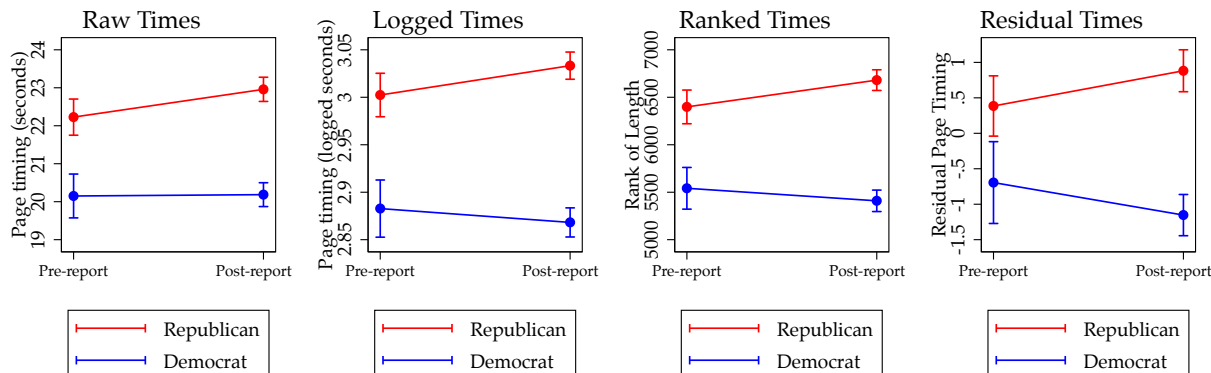 Raw Times
Page timing (seconds)
24
23
22
21
20
19
Pre-report
Post-report
Republican
Democrat
Logged Times
Page timing (logged seconds)
3.05
3
2.95
2.9
2.85
Pre-report
Post-report
Republican
Democrat
Ranked Times
Rank of Length
7000
6500
6000
5500
5000
Pre-report
Post-report
Republican
Democrat
Residual Times
Residual Page Timing
1
.5
0
-.5
-1
-1.5
Pre-report
Post-report
Republican
Democrat